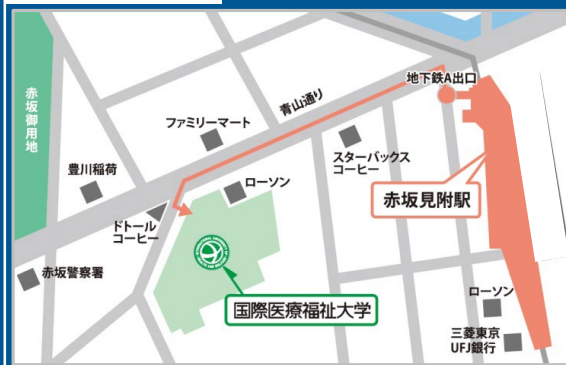 地下鉄A出口
青山通り
赤坂御用地
ファミリーマート
スターバックス
コーヒー
豊川稲荷
ローソン
赤坂見附駅
ドトール
コーヒー
赤坂警察署
国際医療福祉大学
ローソン
三菱東京
UFJ銀行